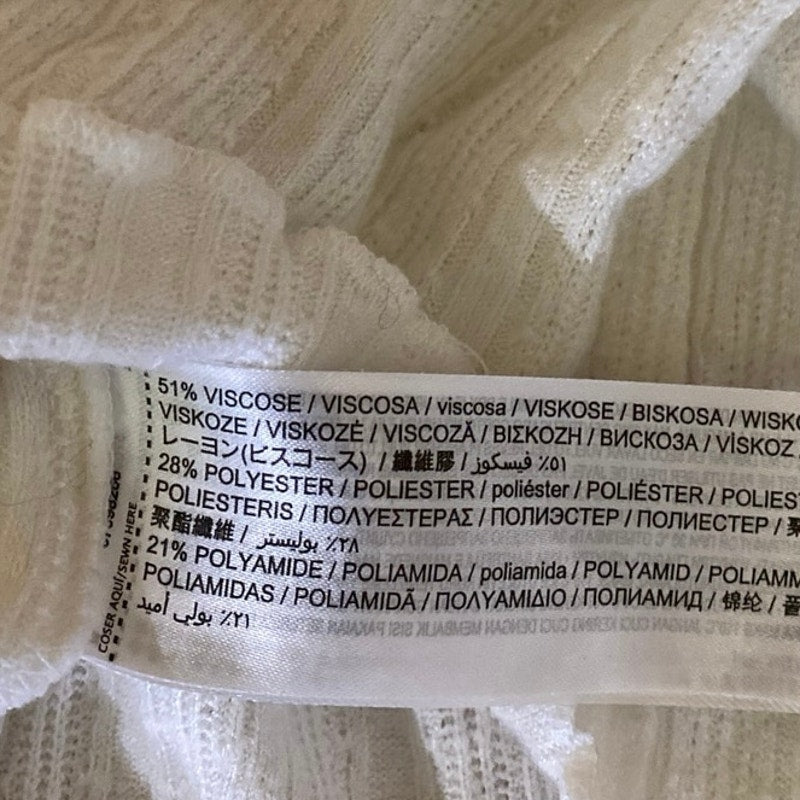 51% VISCOSE / VISCOSA / viscosa / VISKOSE / BISKOSA / WISKO
VISKOZE / VISKOZĖ / VISCOZĂ / ΒΙΣΚΟΖΗ / ВИСКОЗА / VİSKOZ
レーヨン(ビスコース) / 纖維膠 / ٥١٪ فيسكوز
28% POLYESTER / POLIESTER / poliéster / POLIÉSTER / POLIES
POLIESTERIS / ΠΟΛΥΕΣΤΕΡΑΣ / ПОЛИЭСТЕР / ПОЛИЕСТЕР / 聚
聚酯纖維 / ٢٨٪ بوليستر
21% POLYAMIDE / POLIAMIDA / poliamida / POLYAMID / POLIAMM
POLIAMIDAS / POLIAMIDĂ / ΠΟΛΥΑΜΙΔΙΟ / ПОЛИАМИД / 锦纶 /
٢١٪ بولي أميد
COSER AQUÍ/SEWN HERE